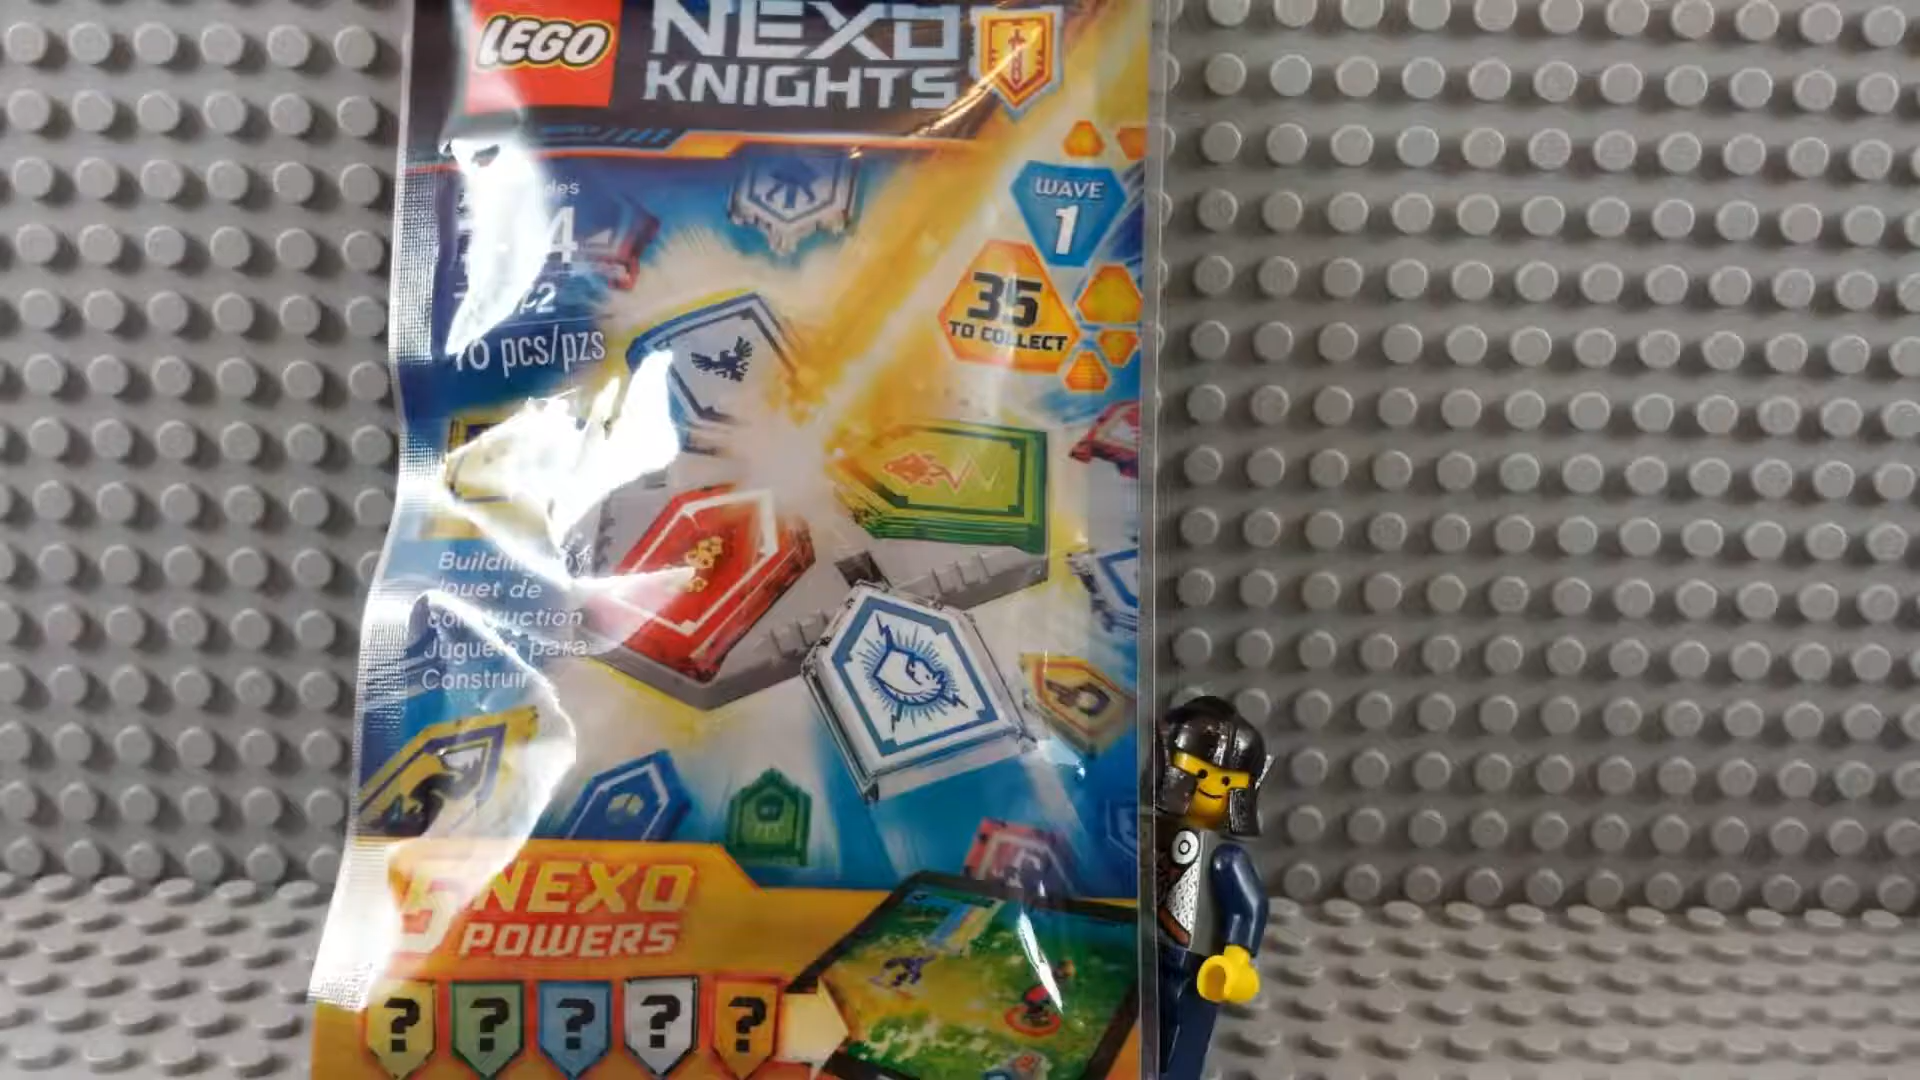 LEGO
NEXO
KNIGHTS
WAVE
1
35
TO COLLECT
pcs/pzs
Jouet de
construction
Juguete para
Construir
5 NEXO
POWERS
? ? ? ? ?